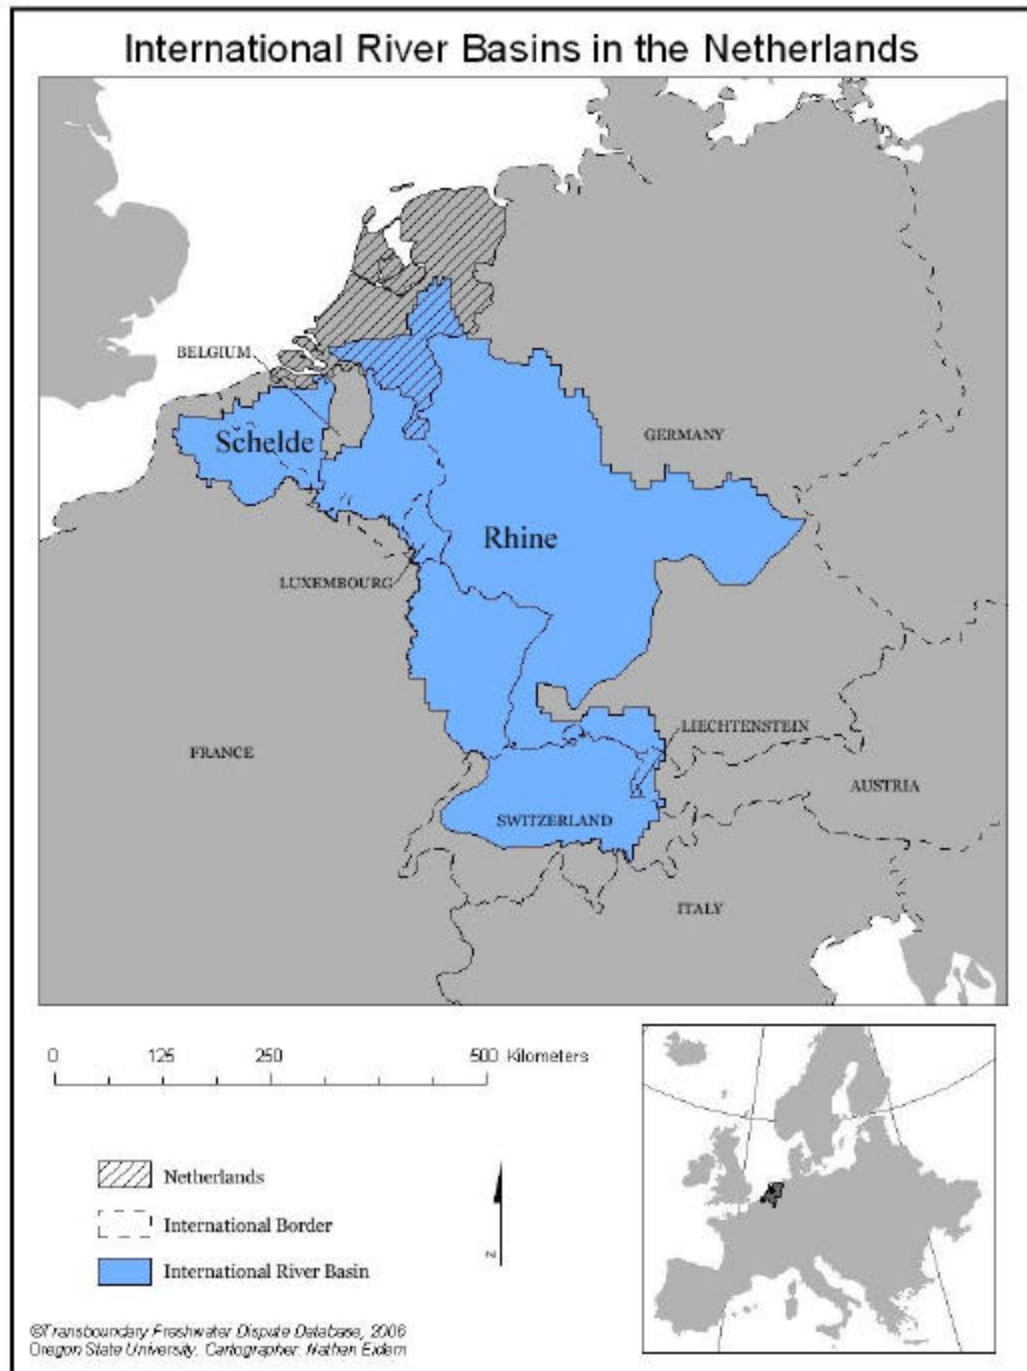 International River Basins in the Netherlands
BELGIUM
Schelde
GERMANY
Rhine
LUXEMBOURG
LIECHTENSTEIN
FRANCE
AUSTRIA
SWITZERLAND
ITALY
0 125 250 500 Kilometers
Netherlands
International Border
International River Basin
N
©Transboundary Freshwater Dispute Database, 2006
Oregon State University. Cartographer: Nathan Eidem